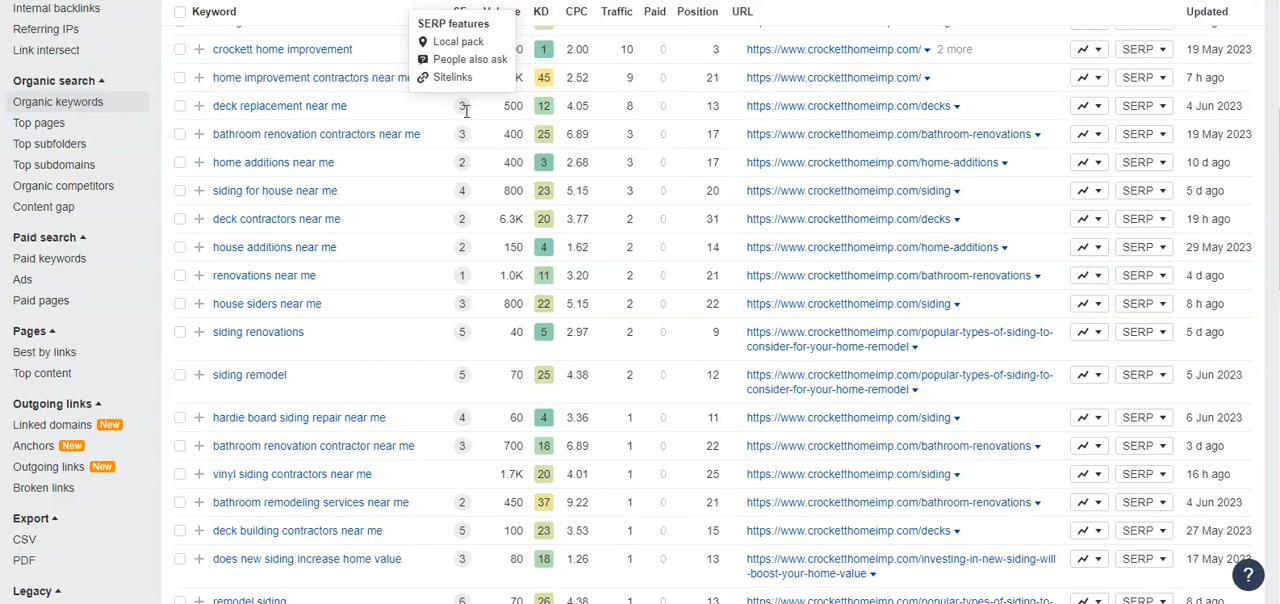 Internal backlinks
Referring IPs
Link intersect
Organic search
Organic keywords
Top pages
Top subfolders
Top subdomains
Organic competitors
Content gap
Paid search
Paid keywords
Ads
Paid pages
Pages
Best by links
Top content
Outgoing links
Linked domains New
Anchors New
Outgoing links New
Broken links
Export
CSV
PDF
Legacy
Keyword KD CPC Traffic Paid Position URL Updated
SERP features
Local pack
People also ask
Sitelinks
crockett home improvement 1 2.00 10 0 3 https://www.crocketthomeimp.com/ 2 more SERP 19 May 2023
home improvement contractors near me K 45 2.52 9 0 21 https://www.crocketthomeimp.com/ SERP 7 h ago
deck replacement near me 3 500 12 4.05 8 0 13 https://www.crocketthomeimp.com/decks SERP 4 Jun 2023
bathroom renovation contractors near me 3 400 25 6.89 3 0 17 https://www.crocketthomeimp.com/bathroom-renovations SERP 19 May 2023
home additions near me 2 400 3 2.68 3 0 17 https://www.crocketthomeimp.com/home-additions SERP 10 d ago
siding for house near me 4 800 23 5.15 3 0 20 https://www.crocketthomeimp.com/siding SERP 5 d ago
deck contractors near me 2 6.3K 20 3.77 2 0 31 https://www.crocketthomeimp.com/decks SERP 19 h ago
house additions near me 2 150 4 1.62 2 0 14 https://www.crocketthomeimp.com/home-additions SERP 29 May 2023
renovations near me 1 1.0K 11 3.20 2 0 21 https://www.crocketthomeimp.com/bathroom-renovations SERP 4 d ago
house siders near me 3 800 22 5.15 2 0 22 https://www.crocketthomeimp.com/siding SERP 8 h ago
siding renovations 5 40 5 2.97 2 0 9 https://www.crocketthomeimp.com/popular-types-of-siding-to- SERP 5 d ago
consider-for-your-home-remodel
siding remodel 5 70 25 4.38 2 0 12 https://www.crocketthomeimp.com/popular-types-of-siding-to- SERP 5 Jun 2023
consider-for-your-home-remodel
hardie board siding repair near me 4 60 4 3.36 1 0 11 https://www.crocketthomeimp.com/siding SERP 6 Jun 2023
bathroom renovation contractor near me 3 700 18 6.89 1 0 22 https://www.crocketthomeimp.com/bathroom-renovations SERP 3 d ago
vinyl siding contractors near me 1.7K 20 4.01 1 0 25 https://www.crocketthomeimp.com/siding SERP 16 h ago
bathroom remodeling services near me 2 450 37 9.22 1 0 21 https://www.crocketthomeimp.com/bathroom-renovations SERP 4 Jun 2023
deck building contractors near me 5 100 23 3.53 1 0 15 https://www.crocketthomeimp.com/decks SERP 27 May 2023
does new siding increase home value 3 80 18 1.26 1 0 13 https://www.crocketthomeimp.com/investing-in-new-siding-will SERP 17 May 2023
-boost-your-home-value
?
remodel siding 6 70 26 4.38 1 0 13 https://www.crocketthomeimp.com/popular-types-of-siding-to- SERP 8 d ago